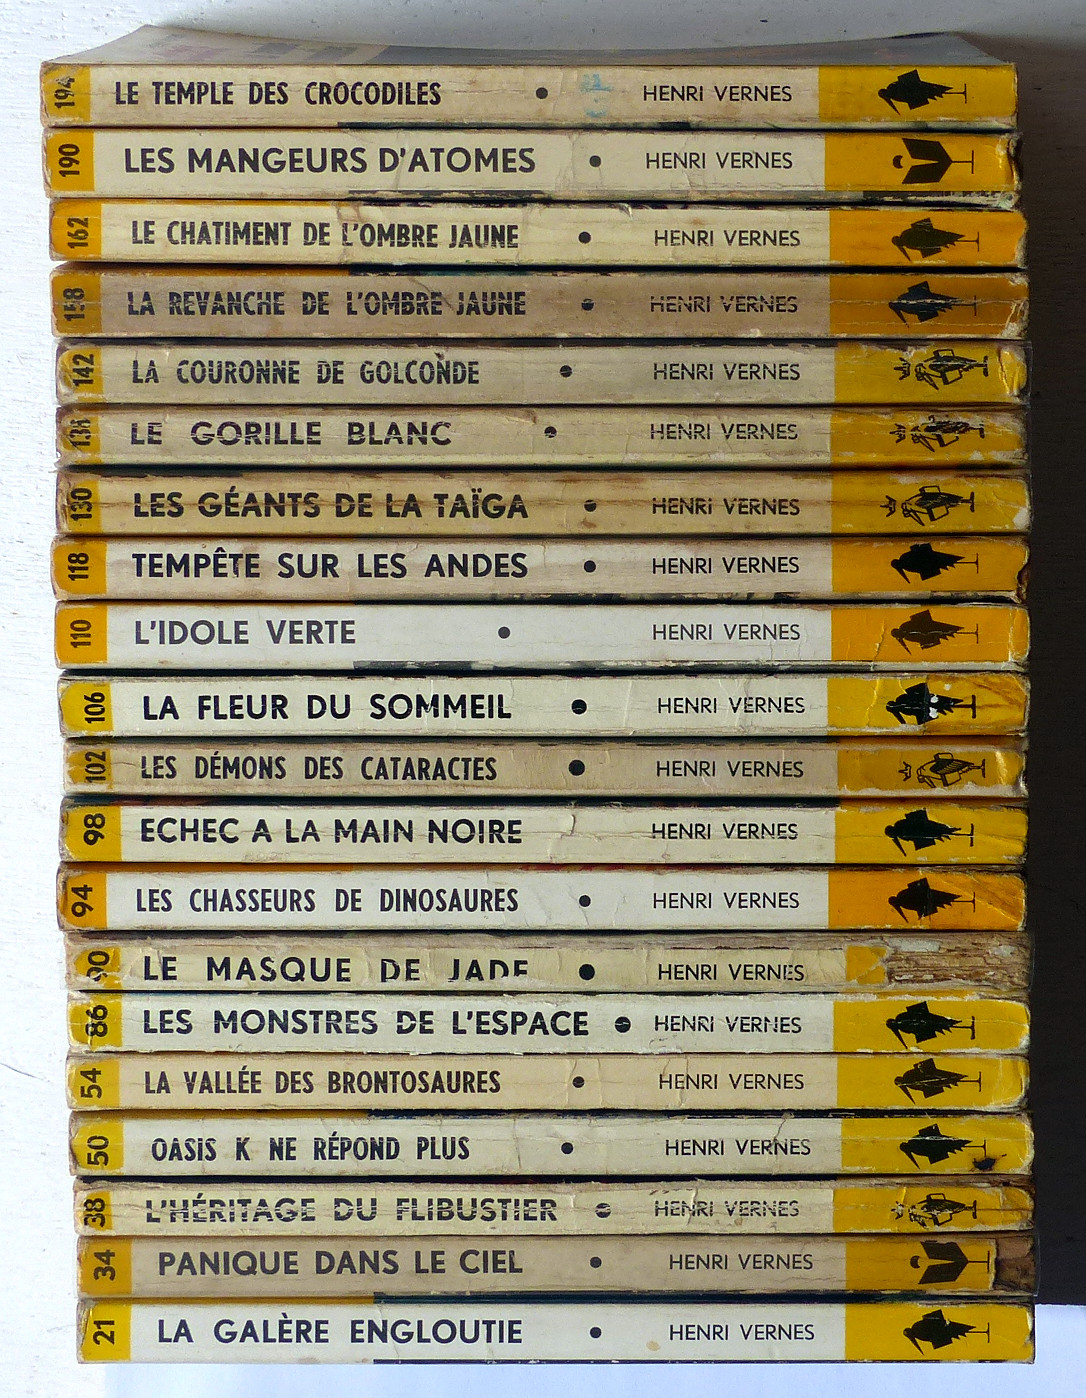 194 LE TEMPLE DES CROCODILES • HENRI VERNES
190 LES MANGEURS D'ATOMES • HENRI VERNES
162 LE CHATIMENT DE L'OMBRE JAUNE • HENRI VERNES
158 LA REVANCHE DE L'OMBRE JAUNE • HENRI VERNES
142 LA COURONNE DE GOLCONDE • HENRI VERNES
LE GORILLE BLANC • HENRI VERNES
130 LES GÉANTS DE LA TAÏGA • HENRI VERNES
118 TEMPÊTE SUR LES ANDES • HENRI VERNES
110 L'IDOLE VERTE • HENRI VERNES
106 LA FLEUR DU SOMMEIL • HENRI VERNES
102 LES DÉMONS DES CATARACTES • HENRI VERNES
98 ECHEC A LA MAIN NOIRE • HENRI VERNES
94 LES CHASSEURS DE DINOSAURES • HENRI VERNES
90 LE MASQUE DE JADE • HENRI VERNES
86 LES MONSTRES DE L'ESPACE • HENRI VERNES
54 LA VALLÉE DES BRONTOSAURES • HENRI VERNES
50 OASIS K NE RÉPOND PLUS • HENRI VERNES
38 L'HÉRITAGE DU FLIBUSTIER • HENRI VERNES
34 PANIQUE DANS LE CIEL • HENRI VERNES
21 LA GALÈRE ENGLOUTIE • HENRI VERNES